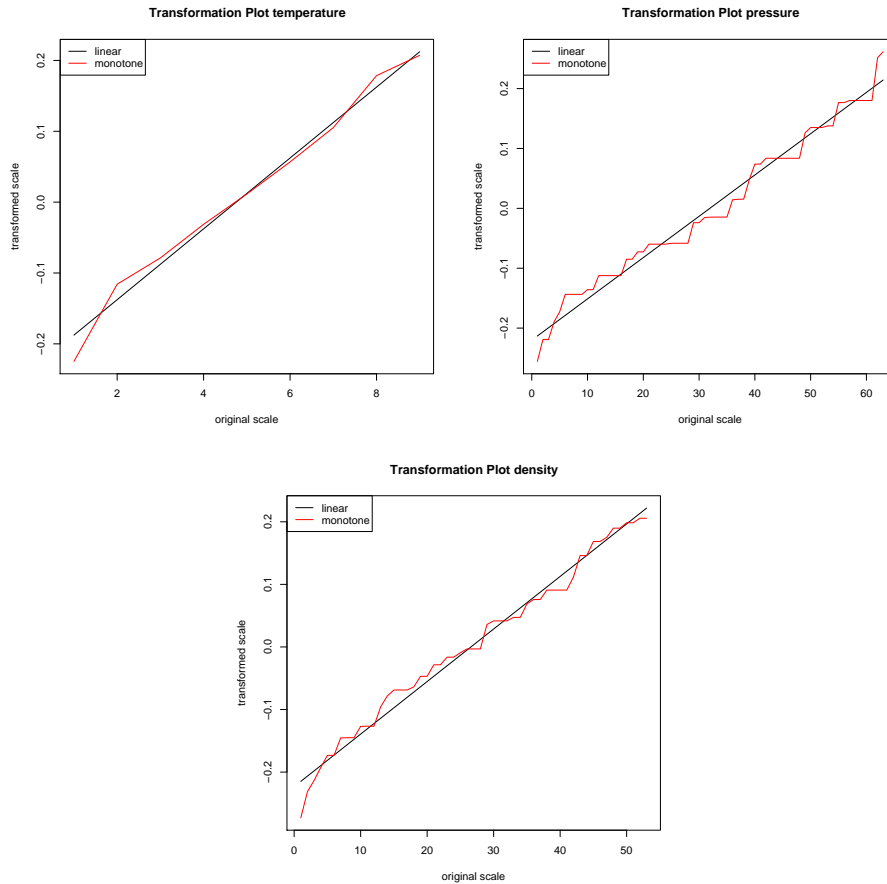 Transformation Plot temperature
linear
monotone
transformed scale
0.2
0.1
0.0
−0.1
−0.2
2 4 6 8
original scale
Transformation Plot pressure
linear
monotone
transformed scale
0.2
0.1
0.0
−0.1
−0.2
0 10 20 30 40 50 60
original scale
Transformation Plot density
linear
monotone
transformed scale
0.2
0.1
0.0
−0.1
−0.2
0 10 20 30 40 50
original scale